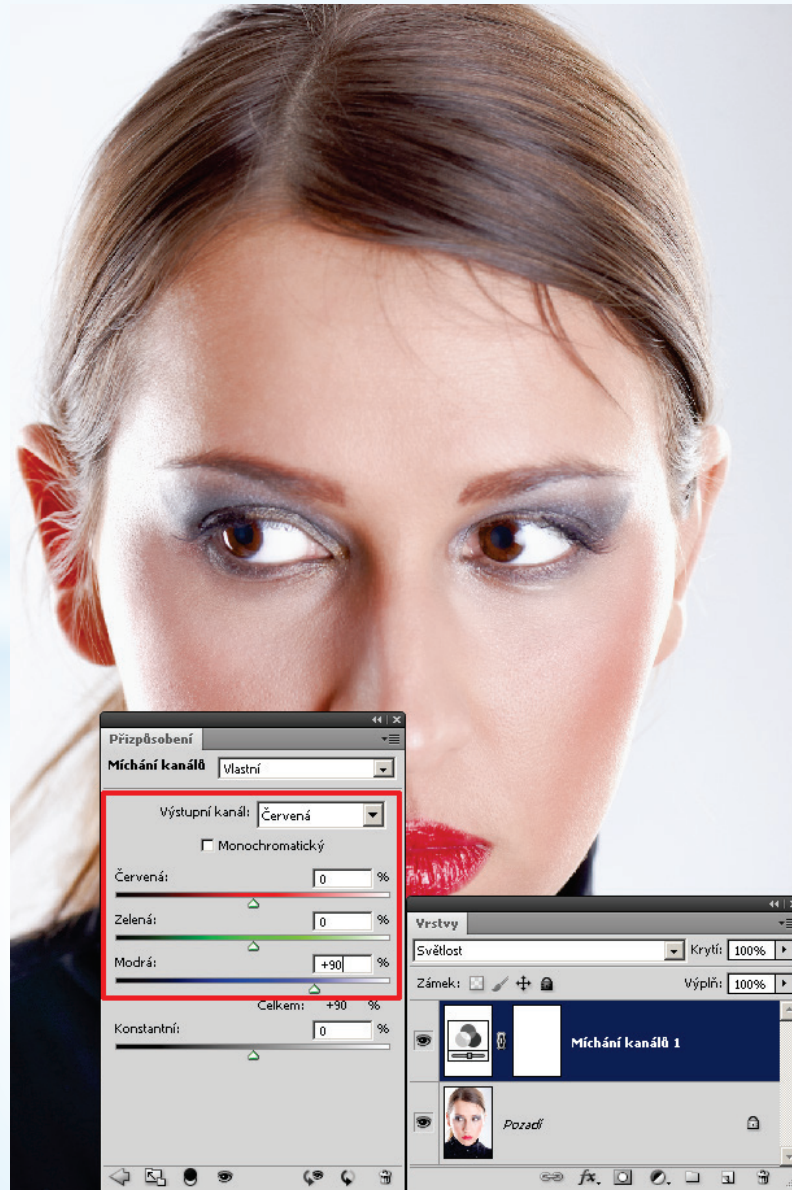 Přizpůsobení
Míchání kanálů Vlastní
Výstupní kanál: Červená
Monochromatický
Červená: 0 %
Zelená: 0 %
Modrá: +90 %
Celkem: +90 %
Konstantní: 0 %
Vrstvy
Světlost Krytí: 100%
Zámek: Výplň: 100%
Míchání kanálů 1
Pozadí
fx.